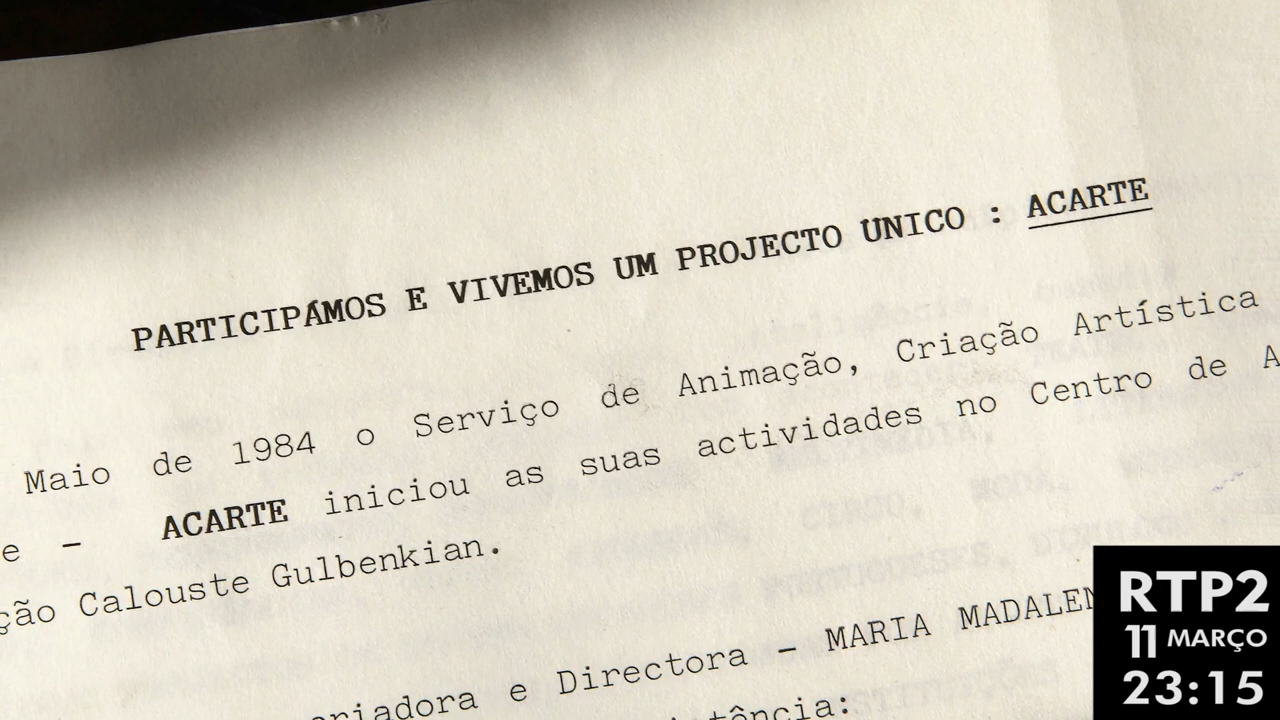 PARTICIPÁMOS E VIVEMOS UM PROJECTO UNICO : ACARTE
Maio de 1984 o Serviço de Animação, Criação Artística
e - ACARTE iniciou as suas actividades no Centro de A
ção Calouste Gulbenkian.
riadora e Directora - MARIA MADALEN
tência:
RTP2
11 MARÇO
23:15